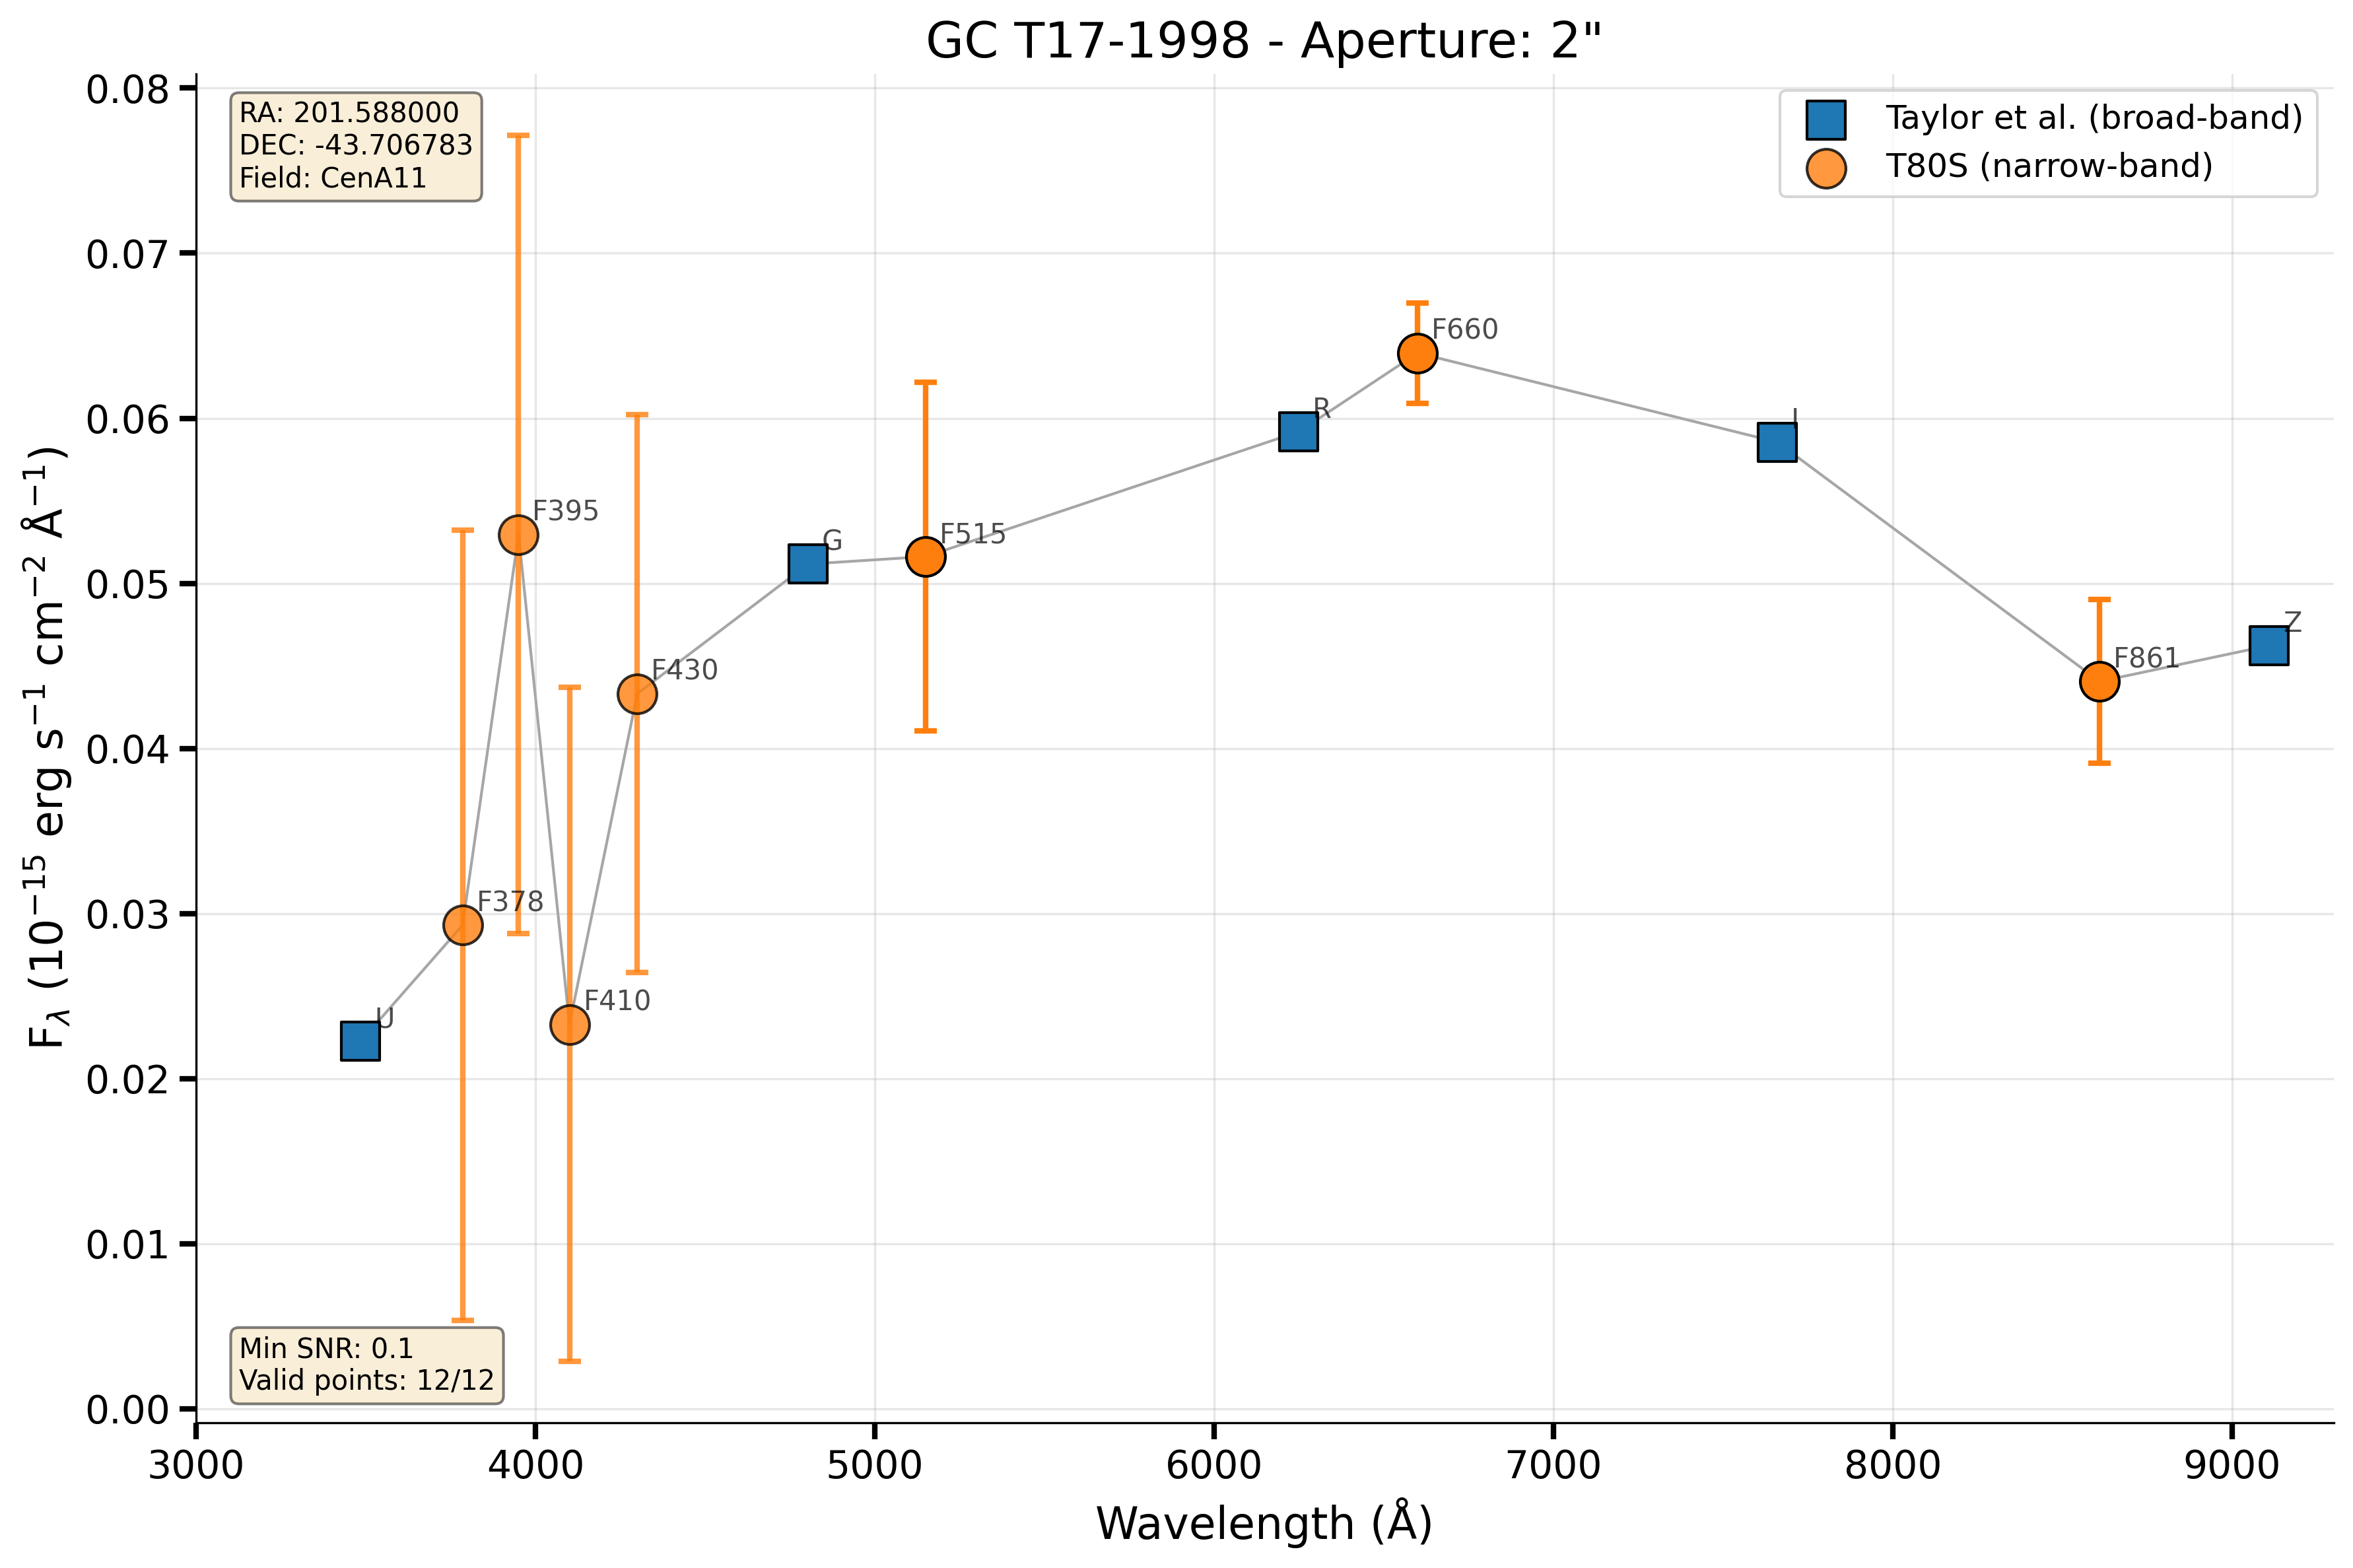 GC T17-1998 - Aperture: 2"
RA: 201.588000
DEC: -43.706783
Field: CenA11
Taylor et al. (broad-band)
T80S (narrow-band)
F_λ (10⁻¹⁵ erg s⁻¹ cm⁻² Å⁻¹)
0.08
0.07
0.06
0.05
0.04
0.03
0.02
0.01
0.00
U
F378
F395
F410
F430
G
F515
R
F660
I
F861
Z
Min SNR: 0.1
Valid points: 12/12
3000 4000 5000 6000 7000 8000 9000
Wavelength (Å)